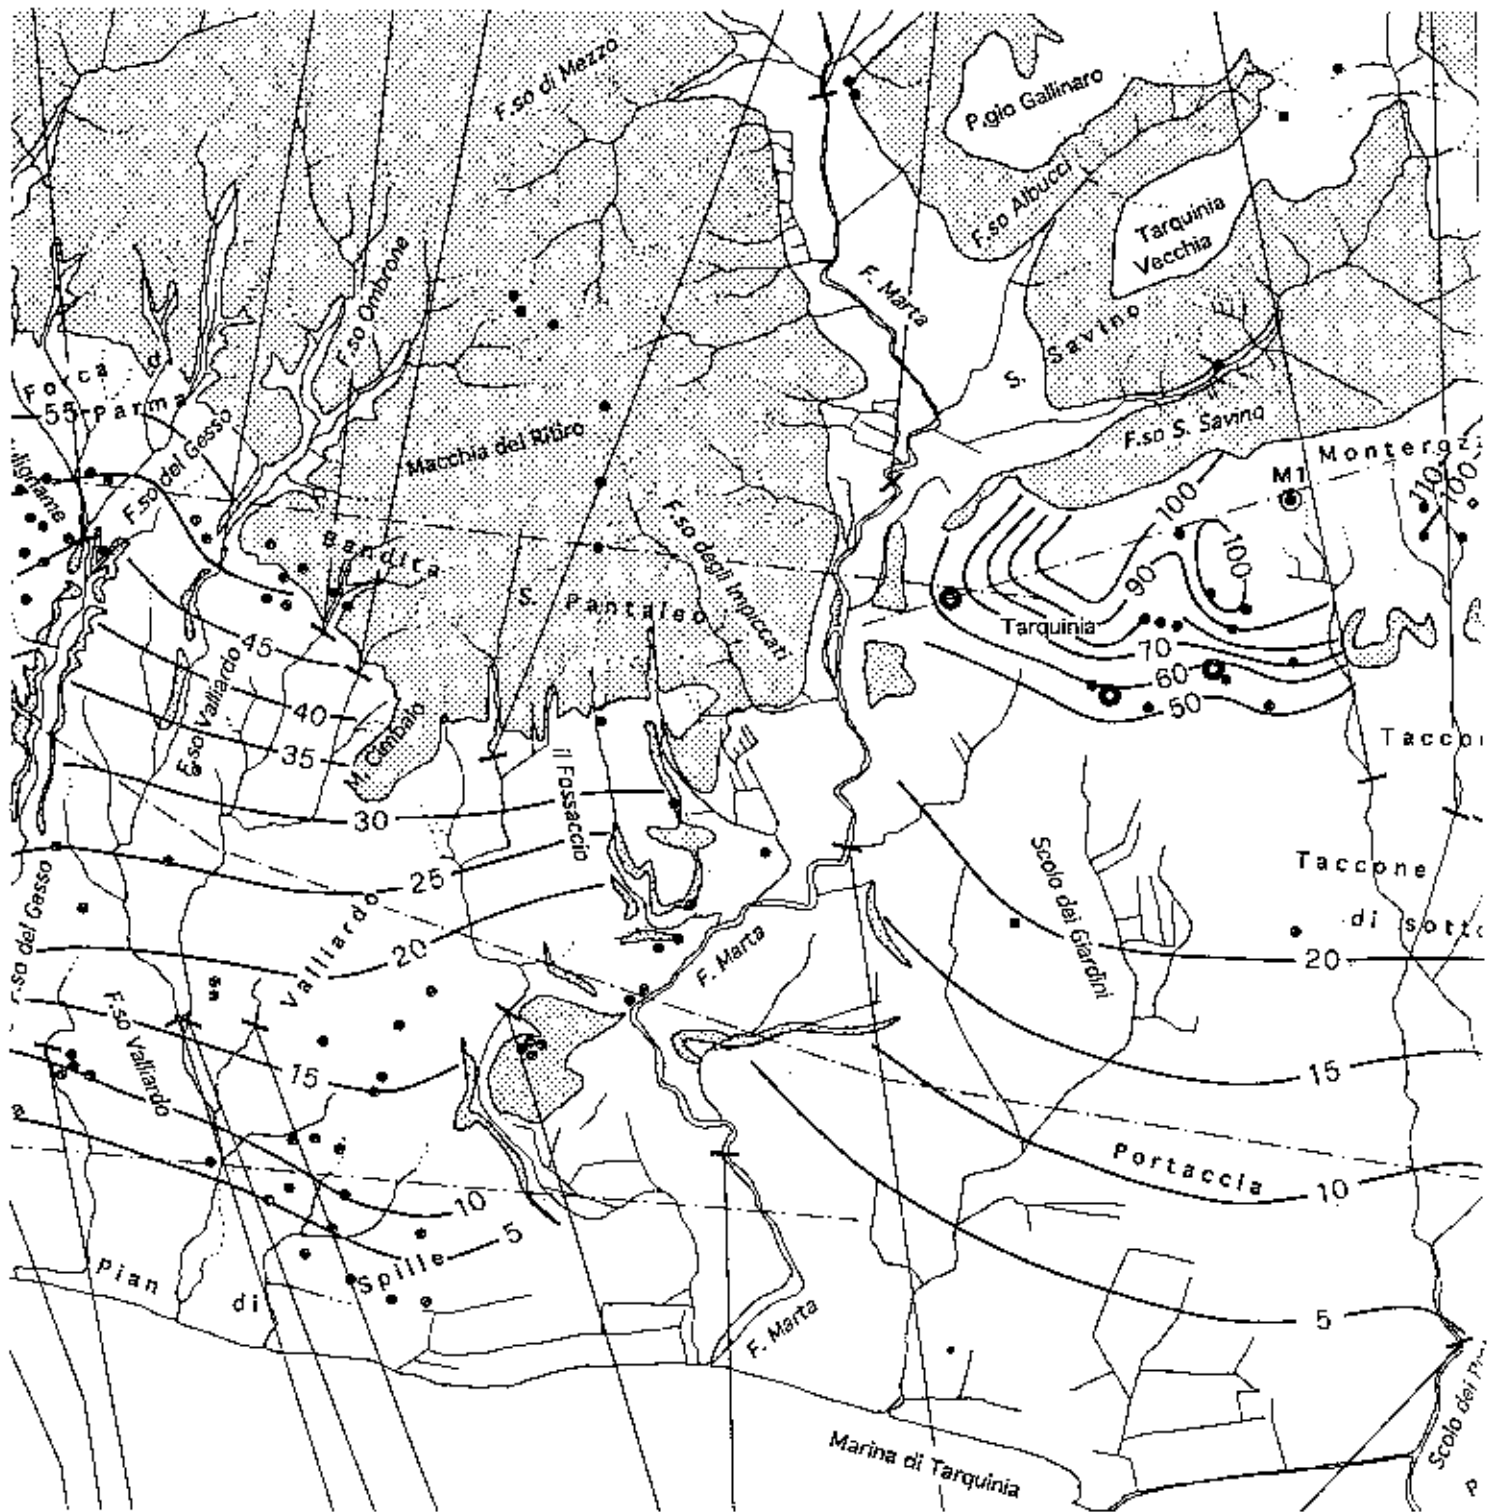 F.so di Mezzo
P.gio Gallinaro
F.so Albucci
Tarquinia
Vecchia
F.so Ombrone
F. Marta
S. Savino
Forca
di
Parma
55
F.so del Gesso
Macchia del Ritiro
F.so S. Savino
Monterozzi
M1
110
100
100
100
90
Bandita
S. Pantaleo
F.so degli Impiccati
Tarquinia
70
60
50
45
40
35
30
F.so Valliardo
M. Cimbalo
il Fossaccio
Scolo dei Giardini
Taccone
di sotto
25
20
20
Valliardo
F.so del Gasso
F.so Valliardo
F. Marta
15
15
Portaccia
10
10
5
5
Pian di Spille
F. Marta
Marina di Tarquinia
Scolo dei